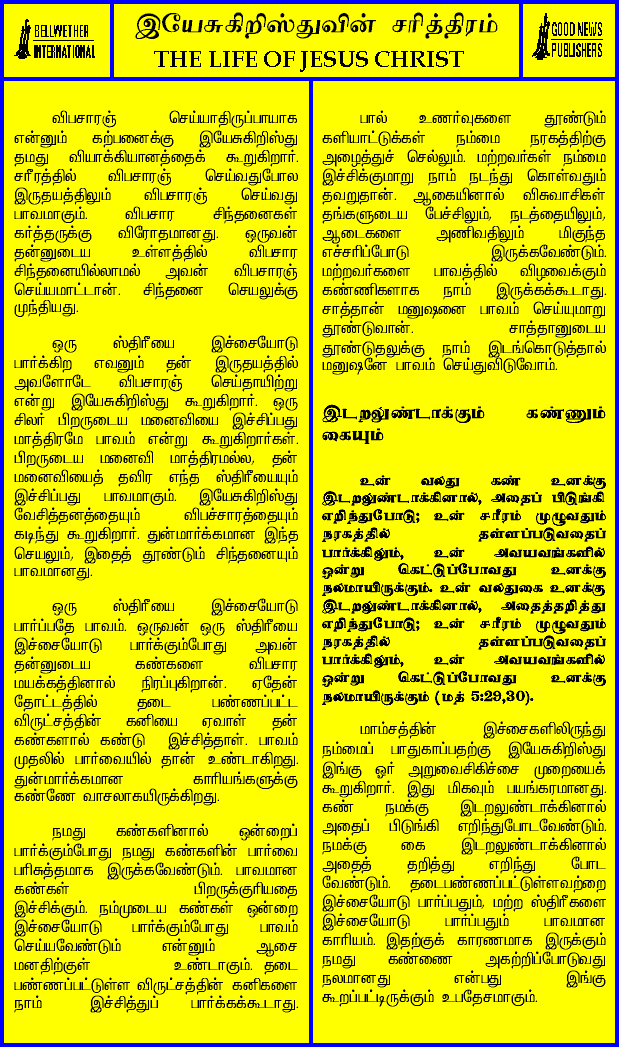 BELLWETHER
INTERNATIONAL
இயேசுகிறிஸ்துவின் சரித்திரம்
THE LIFE OF JESUS CHRIST
GOOD NEWS
PUBLISHERS
விபசாரஞ் செய்யாதிருப்பாயாக
என்னும் கற்பனைக்கு இயேசுகிறிஸ்து
தமது வியாக்கியானத்தைக் கூறுகிறார்.
சரீரத்தில் விபசாரஞ் செய்வதுபோல
இருதயத்திலும் விபசாரஞ் செய்வது
பாவமாகும். விபசார சிந்தனைகள்
கர்த்தருக்கு விரோதமானது. ஒருவன்
தன்னுடைய உள்ளத்தில் விபசார
சிந்தனையில்லாமல் அவன் விபசாரஞ்
செய்யமாட்டான். சிந்தனை செயலுக்கு
முந்தியது.
ஒரு ஸ்திரீயை இச்சையோடு
பார்க்கிற எவனும் தன் இருதயத்தில்
அவளோடே விபசாரஞ் செய்தாயிற்று
என்று இயேசுகிறிஸ்து கூறுகிறார். ஒரு
சிலர் பிறருடைய மனைவியை இச்சிப்பது
மாத்திரமே பாவம் என்று கூறுகிறார்கள்.
பிறருடைய மனைவி மாத்திரமல்ல, தன்
மனைவியைத் தவிர எந்த ஸ்திரீயையும்
இச்சிப்பது பாவமாகும். இயேசுகிறிஸ்து
வேசித்தனத்தையும் விபச்சாரத்தையும்
கடிந்து கூறுகிறார். துன்மார்க்கமான இந்த
செயலும், இதைத் தூண்டும் சிந்தனையும்
பாவமானது.
ஒரு ஸ்திரீயை இச்சையோடு
பார்ப்பதே பாவம். ஒருவன் ஒரு ஸ்திரீயை
இச்சையோடு பார்க்கும்போது அவன்
தன்னுடைய கண்களை விபசார
மயக்கத்தினால் நிரப்புகிறான். ஏதேன்
தோட்டத்தில் தடை பண்ணப்பட்ட
விருட்சத்தின் கனியை ஏவாள் தன்
கண்களால் கண்டு இச்சித்தாள். பாவம்
முதலில் பார்வையில் தான் உண்டாகிறது.
துன்மார்க்கமான காரியங்களுக்கு
கண்ணே வாசலாகயிருக்கிறது.
நமது கண்களினால் ஒன்றைப்
பார்க்கும்போது நமது கண்களின் பார்வை
பரிசுத்தமாக இருக்கவேண்டும். பாவமான
கண்கள் பிறருக்குரியதை
இச்சிக்கும். நம்முடைய கண்கள் ஒன்றை
இச்சையோடு பார்க்கும்போது பாவம்
செய்யவேண்டும் என்னும் ஆசை
மனதிற்குள் உண்டாகும். தடை
பண்ணப்பட்டுள்ள விருட்சத்தின் கனிகளை
நாம் இச்சித்துப் பார்க்கக்கூடாது.
பால் உணர்வுகளை தூண்டும்
களியாட்டுக்கள் நம்மை நரகத்திற்கு
அழைத்துச் செல்லும். மற்றவர்கள் நம்மை
இச்சிக்குமாறு நாம் நடந்து கொள்வதும்
தவறுதான். ஆகையினால் விசுவாசிகள்
தங்களுடைய பேச்சிலும், நடத்தையிலும்,
ஆடைகளை அணிவதிலும் மிகுந்த
எச்சரிப்போடு இருக்கவேண்டும்.
மற்றவர்களை பாவத்தில் விழவைக்கும்
கண்ணிகளாக நாம் இருக்கக்கூடாது.
சாத்தான் மனுஷனை பாவம் செய்யுமாறு
தூண்டுவான். சாத்தானுடைய
தூண்டுதலுக்கு நாம் இடங்கொடுத்தால்
மனுஷனே பாவம் செய்துவிடுவோம்.
இடறலுண்டாக்கும் கண்ணும்
கையும்
உன் வலது கண் உனக்கு
இடறலுண்டாக்கினால், அதைப் பிடுங்கி
எறிந்துபோடு; உன் சரீரம் முழுவதும்
நரகத்தில் தள்ளப்படுவதைப்
பார்க்கிலும், உன் அவயவங்களில்
ஒன்று கெட்டுப்போவது உனக்கு
நலமாயிருக்கும். உன் வலதுகை உனக்கு
இடறலுண்டாக்கினால், அதைத்தறித்து
எறிந்துபோடு; உன் சரீரம் முழுவதும்
நரகத்தில் தள்ளப்படுவதைப்
பார்க்கிலும், உன் அவயவங்களில்
ஒன்று கெட்டுப்போவது உனக்கு
நலமாயிருக்கும் (மத் 5:29,30).
மாம்சத்தின் இச்சைகளிலிருந்து
நம்மைப் பாதுகாப்பதற்கு இயேசுகிறிஸ்து
இங்கு ஓர் அறுவைசிகிச்சை முறையைக்
கூறுகிறார். இது மிகவும் பயங்கரமானது.
கண் நமக்கு இடறலுண்டாக்கினால்
அதைப் பிடுங்கி எறிந்துபோடவேண்டும்.
நமக்கு கை இடறலுண்டாக்கினால்
அதைத் தறித்து எறிந்து போட
வேண்டும். தடைபண்ணப்பட்டுள்ளவற்றை
இச்சையோடு பார்ப்பதும், மற்ற ஸ்திரீகளை
இச்சையோடு பார்ப்பதும் பாவமான
காரியம். இதற்குக் காரணமாக இருக்கும்
நமது கண்ணை அகற்றிப்போடுவது
நலமானது என்பது இங்கு
கூறப்பட்டிருக்கும் உபதேசமாகும்.